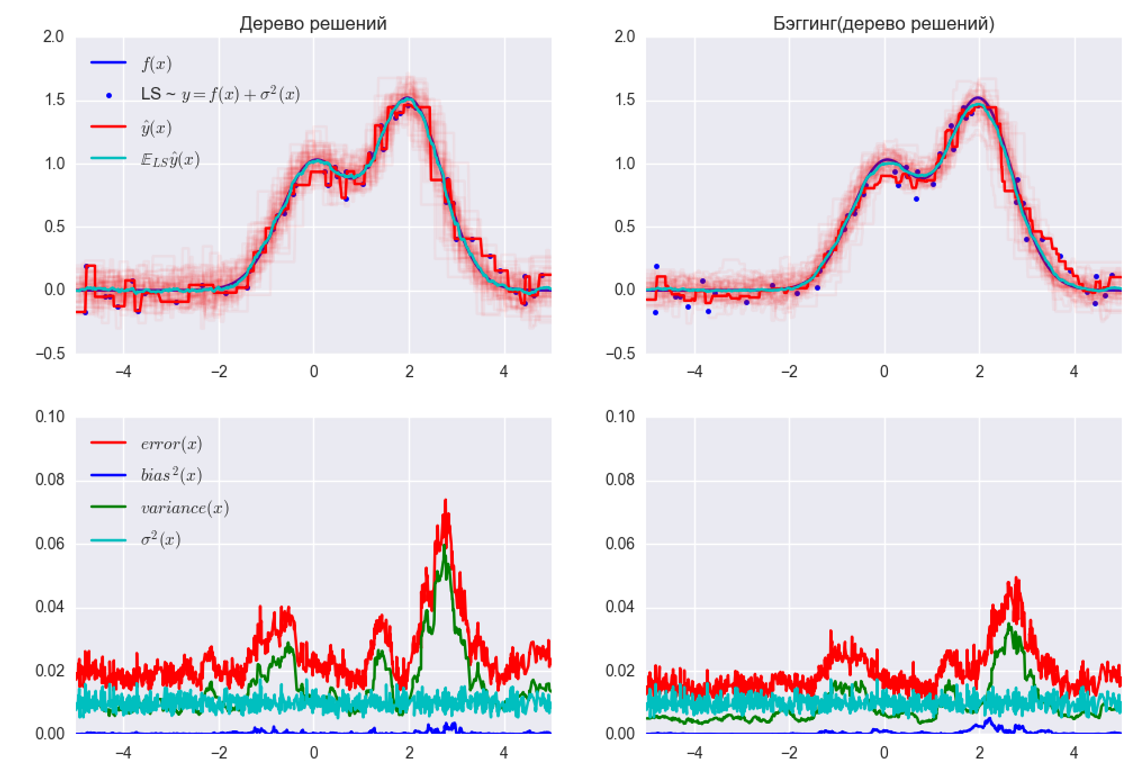 Дерево решений
Бэггинг(дерево решений)
2.0
1.5
1.0
0.5
0.0
−0.5
f(x)
LS ~ y = f(x) + σ²(x)
ŷ(x)
𝔼_LS ŷ(x)
−4 −2 0 2 4
2.0
1.5
1.0
0.5
0.0
−0.5
−4 −2 0 2 4
0.10
0.08
0.06
0.04
0.02
0.00
error(x)
bias²(x)
variance(x)
σ²(x)
−4 −2 0 2 4
0.10
0.08
0.06
0.04
0.02
0.00
−4 −2 0 2 4